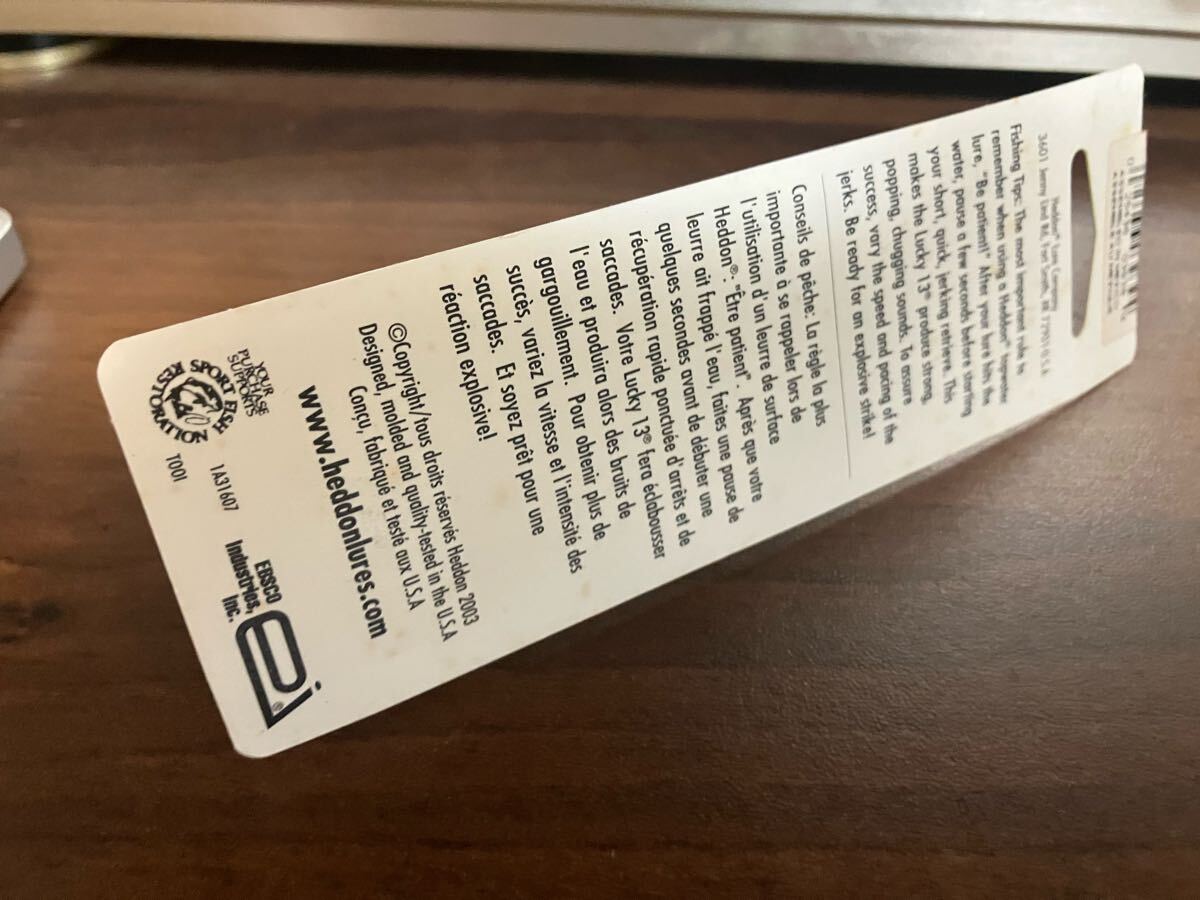 Heddon® Lure Company
3601 Jenny Lind Rd, Fort Smith, AR 72901 U.S.A
Fishing Tips: The most important rule to
remember when using a Heddon® topwater
lure, "Be patient!" After your lure hits the
water, pause a few seconds before starting
your short, quick, jerking retrieve. This
makes the Lucky 13® produce strong,
popping, chugging sounds. To assure
success, vary the speed and pacing of the
jerks. Be ready for an explosive strike!
Conseils de pêche: La règle la plus
importante à se rappeler lors de
l'utilisation d'un leurre de surface
Heddon®: "Être patient". Après que votre
leurre ait frappé l'eau, faites une pause de
quelques secondes avant de débuter une
récupération rapide ponctuée d'arrêts et de
saccades. Votre Lucky 13® fera éclabousser
l'eau et produira alors des bruits de
gargouillement. Pour obtenir plus de
succès, variez la vitesse et l'intensité des
saccades. Et soyez prêt pour une
réaction explosive!
©Copyright/tous droits réservés Heddon 2003
Designed, molded and quality-tested in the U.S.A
Conçu, fabriqué et testé aux U.S.A
www.heddonlures.com
YOUR
PURCHASE
SUPPORTS
SPORT FISH
RESTORATION
1A31607
T001
EBSCO
Industries,
Inc.
ei®